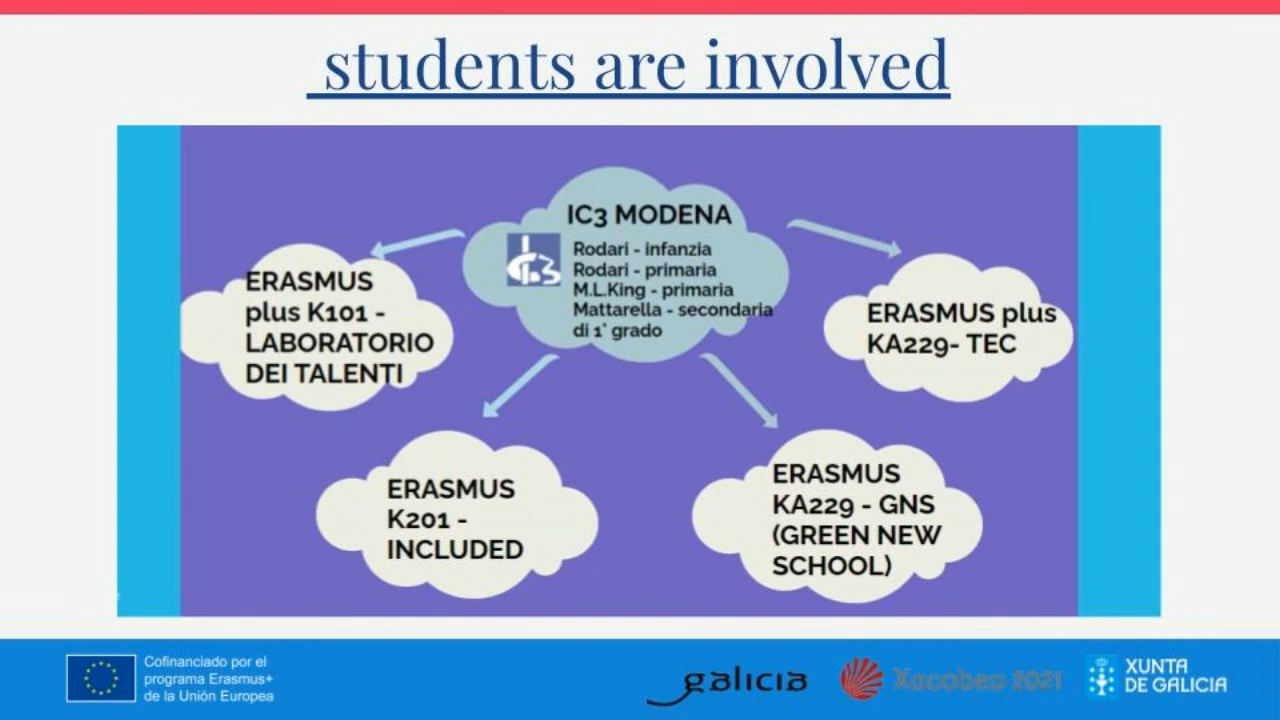 students are involved
IC3 MODENA
Rodari - infanzia
Rodari - primaria
M.L.King - primaria
Mattarella - secondaria
di 1° grado
ERASMUS
plus K101 -
LABORATORIO
DEI TALENTI
ERASMUS plus
KA229- TEC
ERASMUS
K201 -
INCLUDED
ERASMUS
KA229 - GNS
(GREEN NEW
SCHOOL)
Cofinanciado por el
programa Erasmus+
de la Unión Europea
galicia
Xacobeo 2021
XUNTA
DE GALICIA